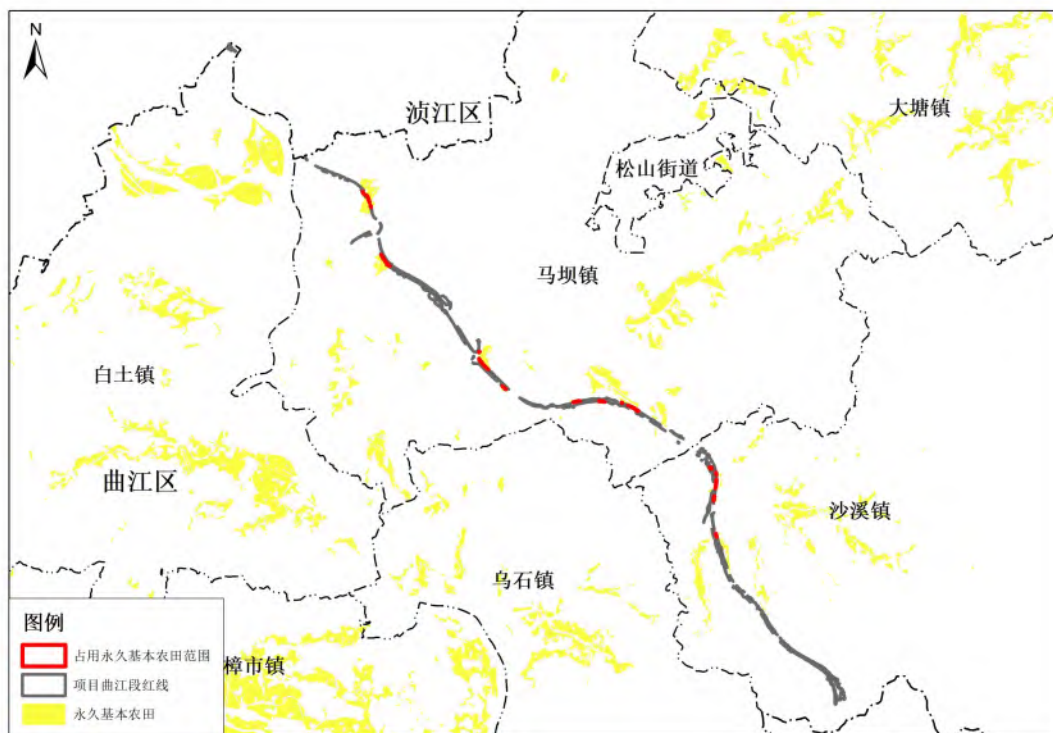 N
浈江区
大塘镇
松山街道
马坝镇
白土镇
曲江区
沙溪镇
乌石镇
樟市镇
图例
占用永久基本农田范围
项目曲江段红线
永久基本农田